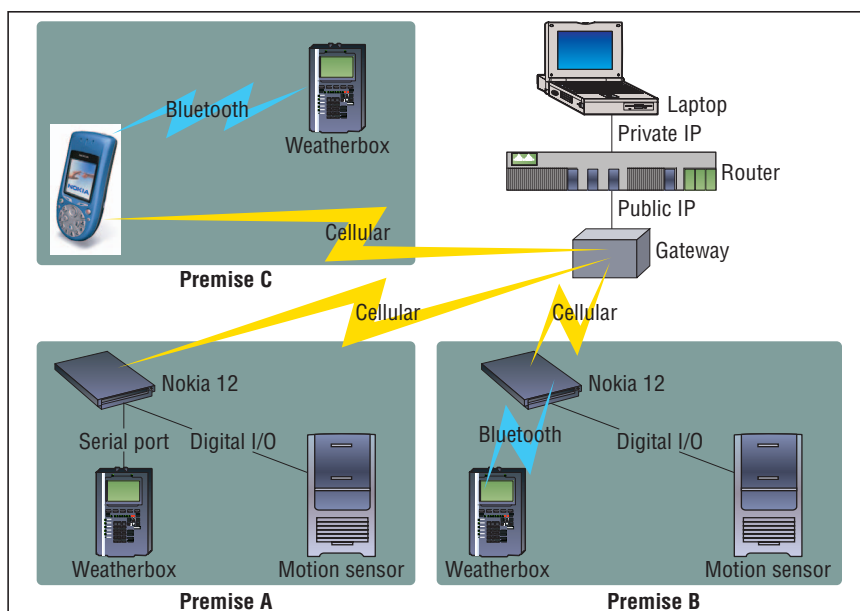 Bluetooth
Weatherbox
Cellular
Premise C
NOKIA
Laptop
Private IP
Router
Public IP
Gateway
Cellular
Cellular
Nokia 12
Serial port
Digital I/O
Weatherbox
Motion sensor
Premise A
Nokia 12
Bluetooth
Digital I/O
Weatherbox
Motion sensor
Premise B